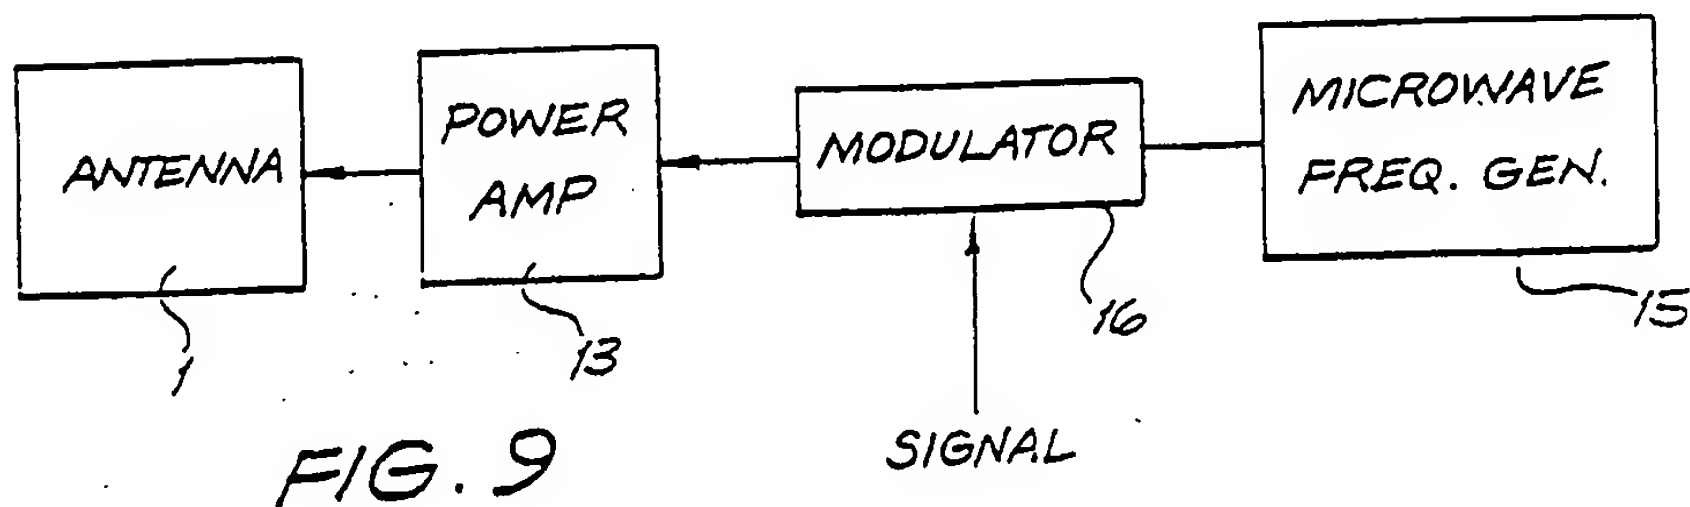 ANTENNA
POWER
AMP
MODULATOR
MICROWAVE
FREQ. GEN.
1
13
16
15
SIGNAL
FIG. 9